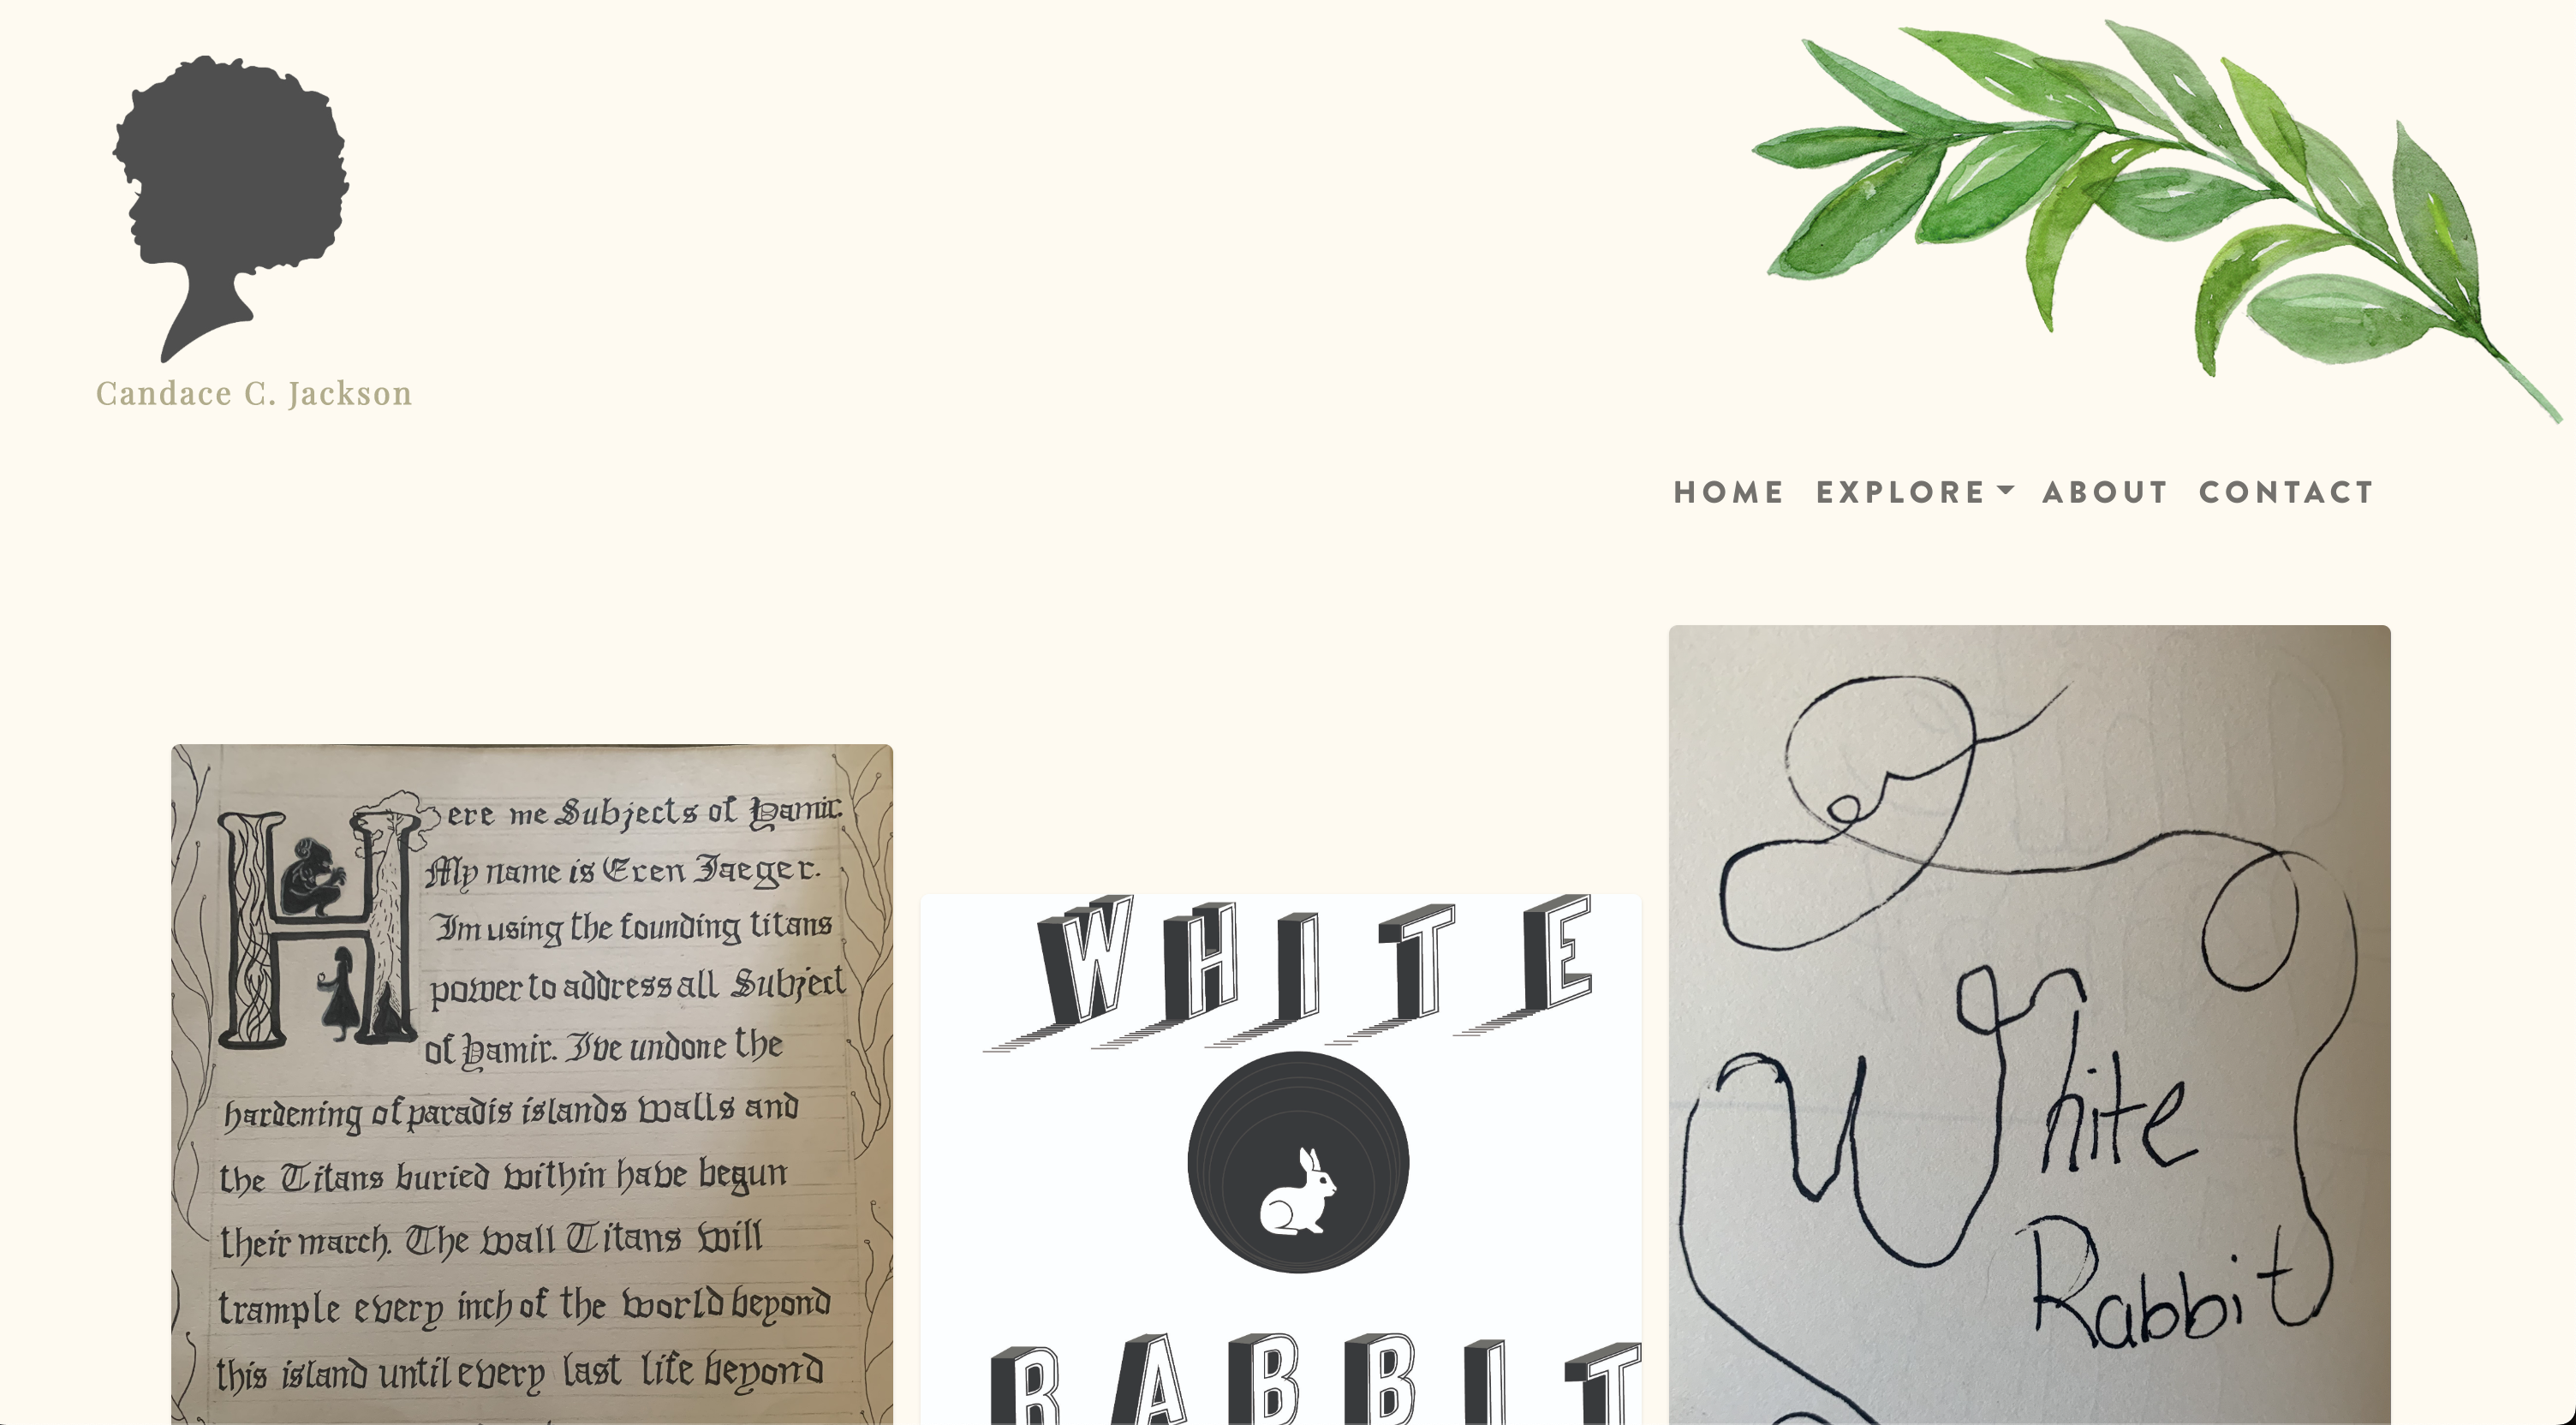 Candace C. Jackson
HOME EXPLORE ABOUT CONTACT
Here me Subjects of Yamir.
My name is Eren Jaeger.
Im using the founding titans
power to address all Subject
of Yamir. Ive undone the
hardening of paradis islands walls and
the Titans buried within have begun
their march. The wall Titans will
trample every inch of the world beyond
this island until every last life beyond
WHITE
RABBIT
White
Rabbit